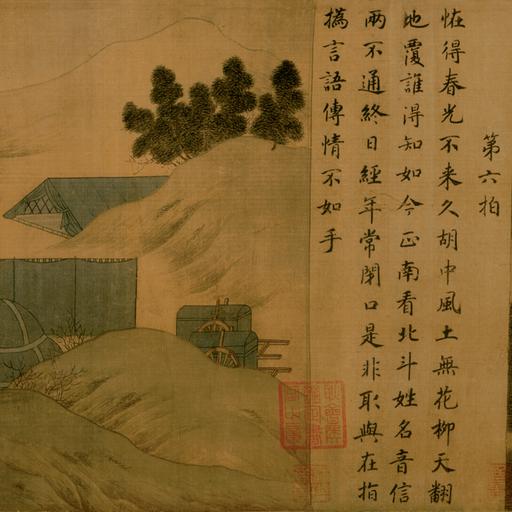 第六拍
恠得春光不来久胡中風土無花柳天翻
地覆誰得知如今正南看北斗姓名音信
兩不通終日經年常閉口是非取與在指
撝言語傳情不如手